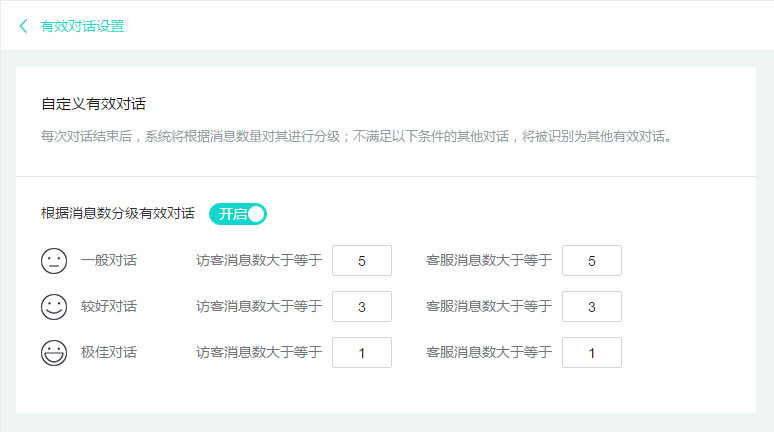 有效对话设置
自定义有效对话
每次对话结束后，系统将根据消息数量对其进行分级；不满足以下条件的其他对话，将被识别为其他有效对话。
根据消息数分级有效对话 开启
一般对话 访客消息数大于等于 5 客服消息数大于等于 5
较好对话 访客消息数大于等于 3 客服消息数大于等于 3
极佳对话 访客消息数大于等于 1 客服消息数大于等于 1